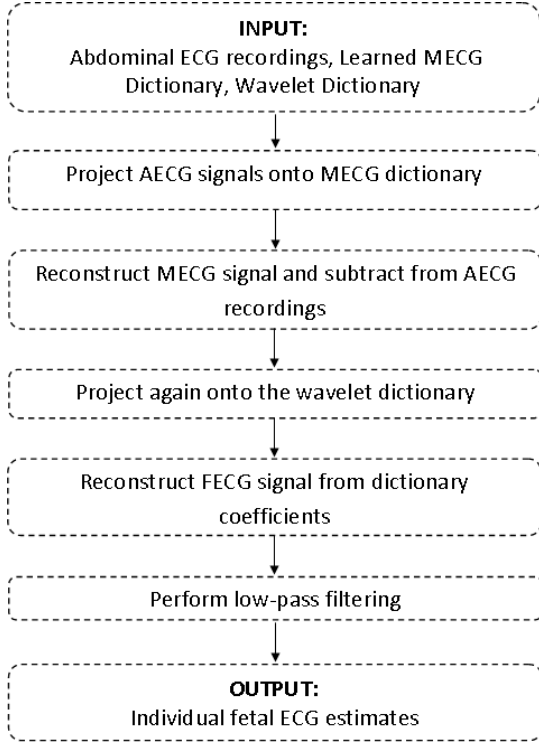 INPUT:
Abdominal ECG recordings, Learned MECG
Dictionary, Wavelet Dictionary
Project AECG signals onto MECG dictionary
Reconstruct MECG signal and subtract from AECG
recordings
Project again onto the wavelet dictionary
Reconstruct FECG signal from dictionary
coefficients
Perform low-pass filtering
OUTPUT:
Individual fetal ECG estimates